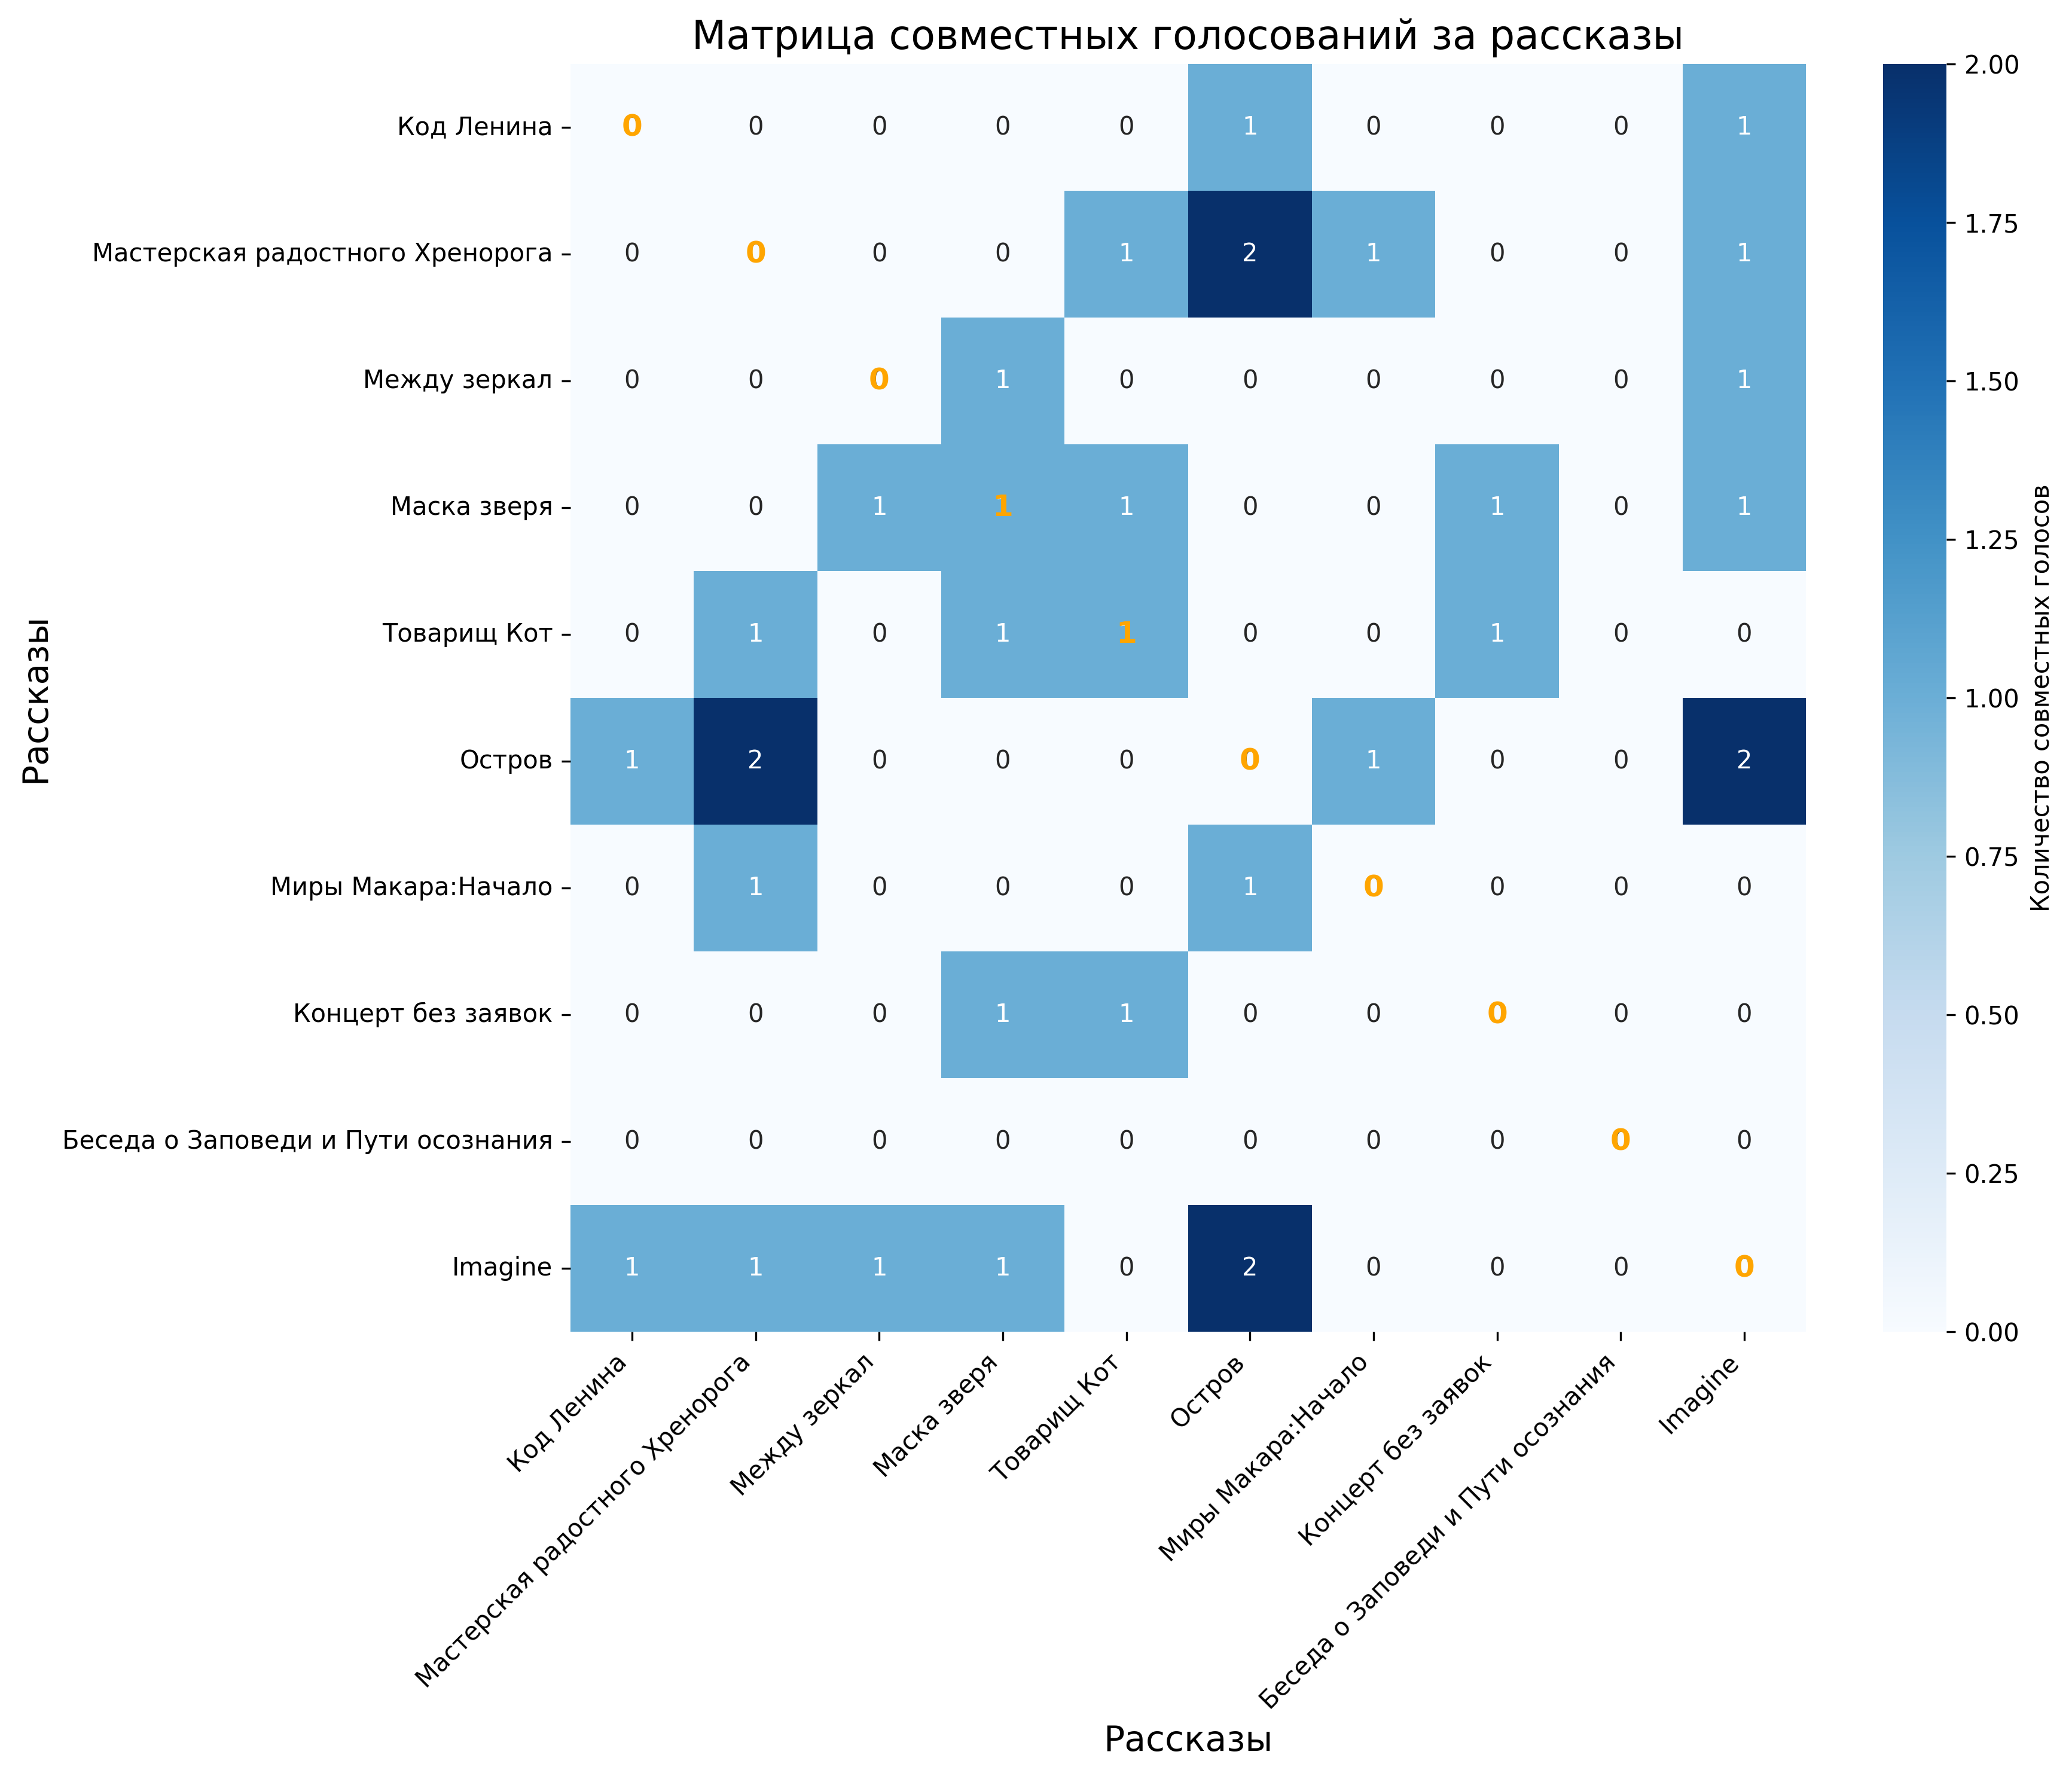 Матрица совместных голосований за рассказы
Код Ленина 0 0 0 0 0 1 0 0 0 1
Мастерская радостного Хренорога 0 0 0 0 1 2 1 0 0 1
Между зеркал 0 0 0 1 0 0 0 0 0 1
Маска зверя 0 0 1 1 1 0 0 1 0 1
Товарищ Кот 0 1 0 1 1 0 0 1 0 0
Остров 1 2 0 0 0 0 1 0 0 2
Миры Макара:Начало 0 1 0 0 0 1 0 0 0 0
Концерт без заявок 0 0 0 1 1 0 0 0 0 0
Беседа о Заповеди и Пути осознания 0 0 0 0 0 0 0 0 0 0
Imagine 1 1 1 1 0 2 0 0 0 0
Рассказы
Код Ленина
Мастерская радостного Хренорога
Между зеркал
Маска зверя
Товарищ Кот
Остров
Миры Макара:Начало
Концерт без заявок
Беседа о Заповеди и Пути осознания
Imagine
Рассказы
2.00
1.75
1.50
1.25
1.00
0.75
0.50
0.25
0.00
Количество совместных голосов